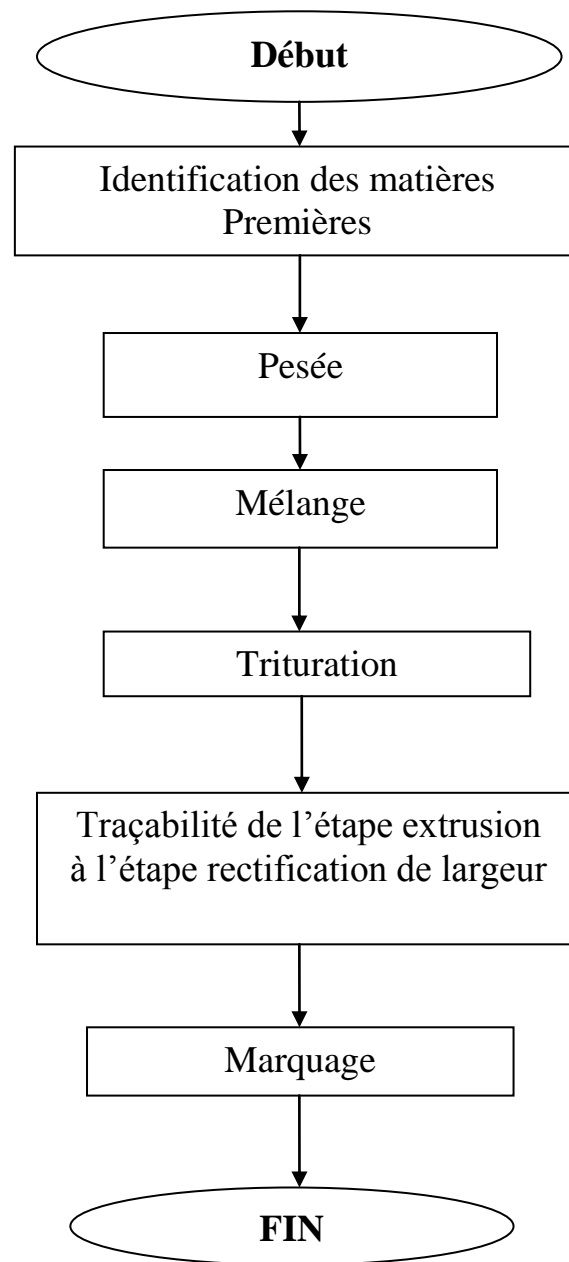 Début
Identification des matières
Premières
Pesée
Mélange
Trituration
Traçabilité de l’étape extrusion
à l’étape rectification de largeur
Marquage
FIN